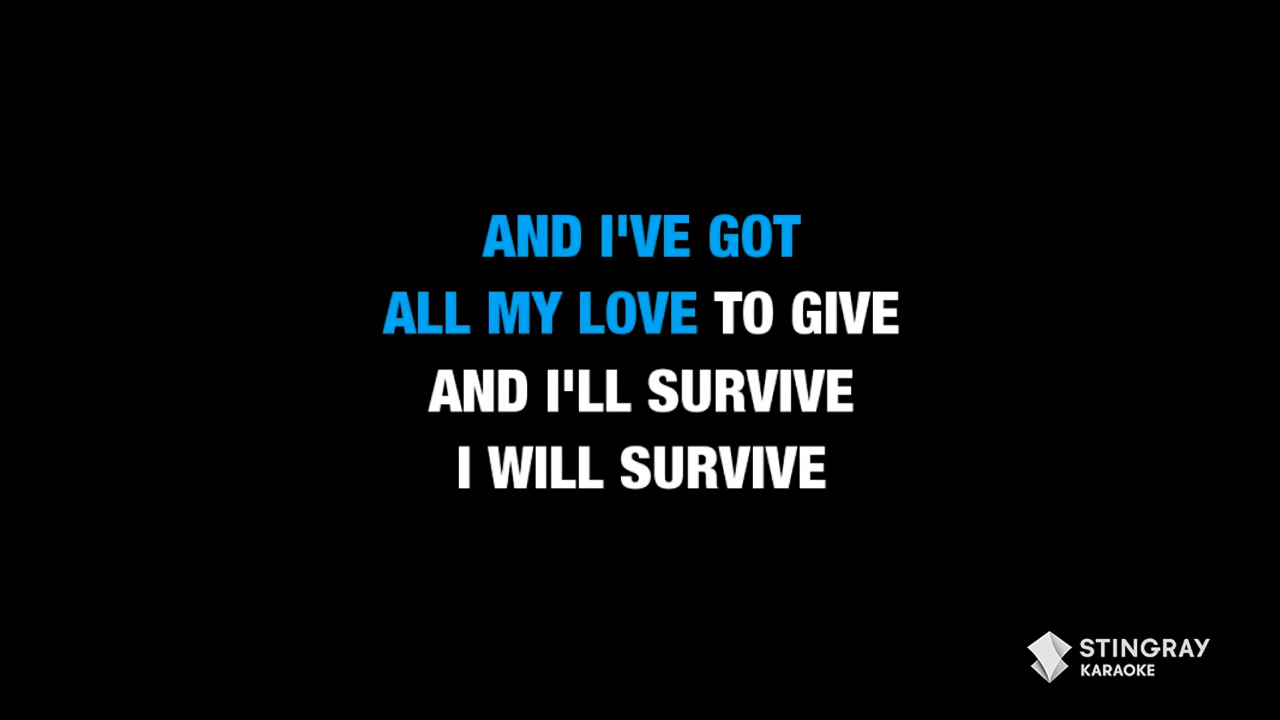 AND I'VE GOT
ALL MY LOVE TO GIVE
AND I'LL SURVIVE
I WILL SURVIVE
STINGRAY
KARAOKE